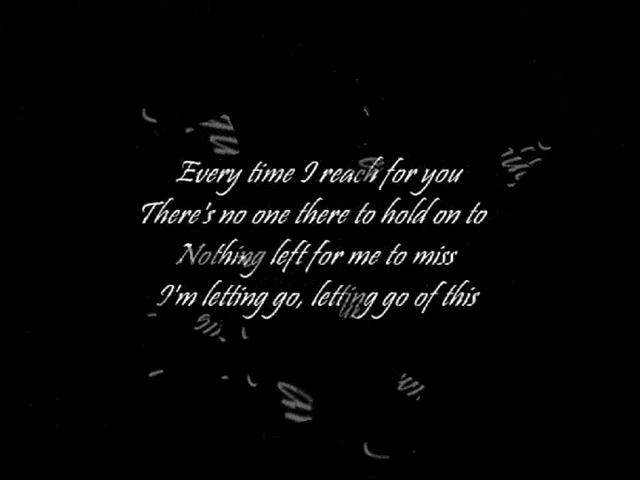 Every time I reach for you
There's no one there to hold on to
Nothing left for me to miss
I'm letting go, letting go of this